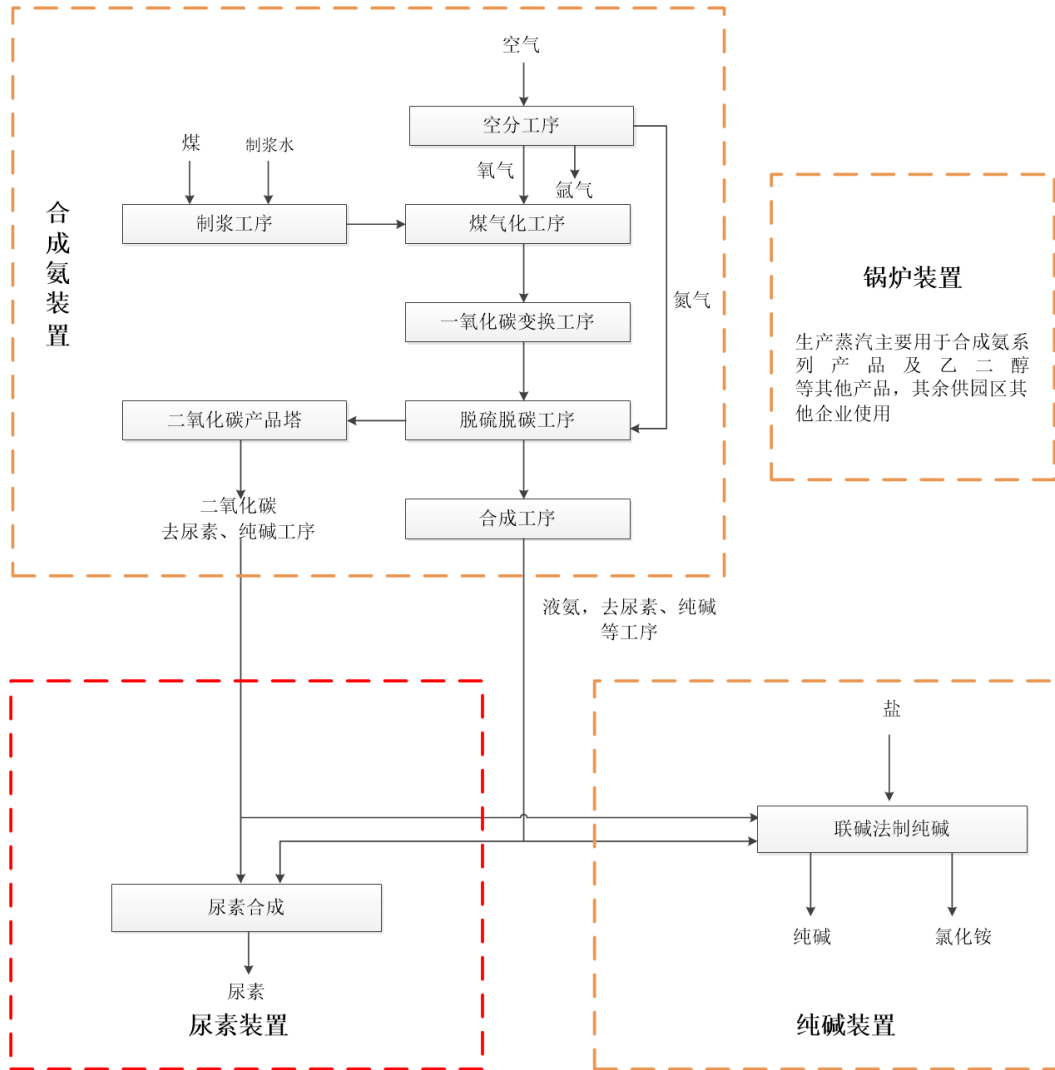 空气
空分工序
煤
制浆水
氧气
氩气
合成氨装置
制浆工序
煤气化工序
氮气
一氧化碳变换工序
二氧化碳产品塔
脱硫脱碳工序
二氧化碳
去尿素、纯碱工序
合成工序
锅炉装置
生产蒸汽主要用于合成氨系
列产品及乙二醇
等其他产品，其余供园区其
他企业使用
液氨，去尿素、纯碱
等工序
盐
联碱法制纯碱
尿素合成
纯碱
氯化铵
尿素
尿素装置
纯碱装置